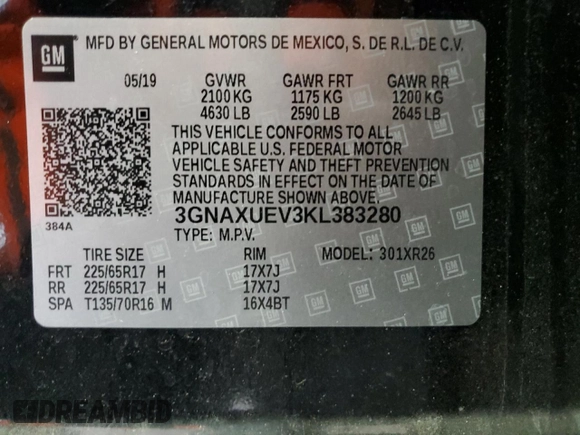 GM
MFD BY GENERAL MOTORS DE MEXICO, S. DE R.L. DE C.V.
05/19 GVWR GAWR FRT GAWR RR
2100 KG 1175 KG 1200 KG
4630 LB 2590 LB 2645 LB
THIS VEHICLE CONFORMS TO ALL
APPLICABLE U.S. FEDERAL MOTOR
VEHICLE SAFETY AND THEFT PREVENTION
STANDARDS IN EFFECT ON THE DATE OF
MANUFACTURE SHOWN ABOVE.
384A
3GNAXUEV3KL383280
TYPE: M.P.V.
TIRE SIZE RIM MODEL: 301XR26
FRT 225/65R17 H 17X7J
RR 225/65R17 H 17X7J
SPA T135/70R16 M 16X4BT
DREAMBID